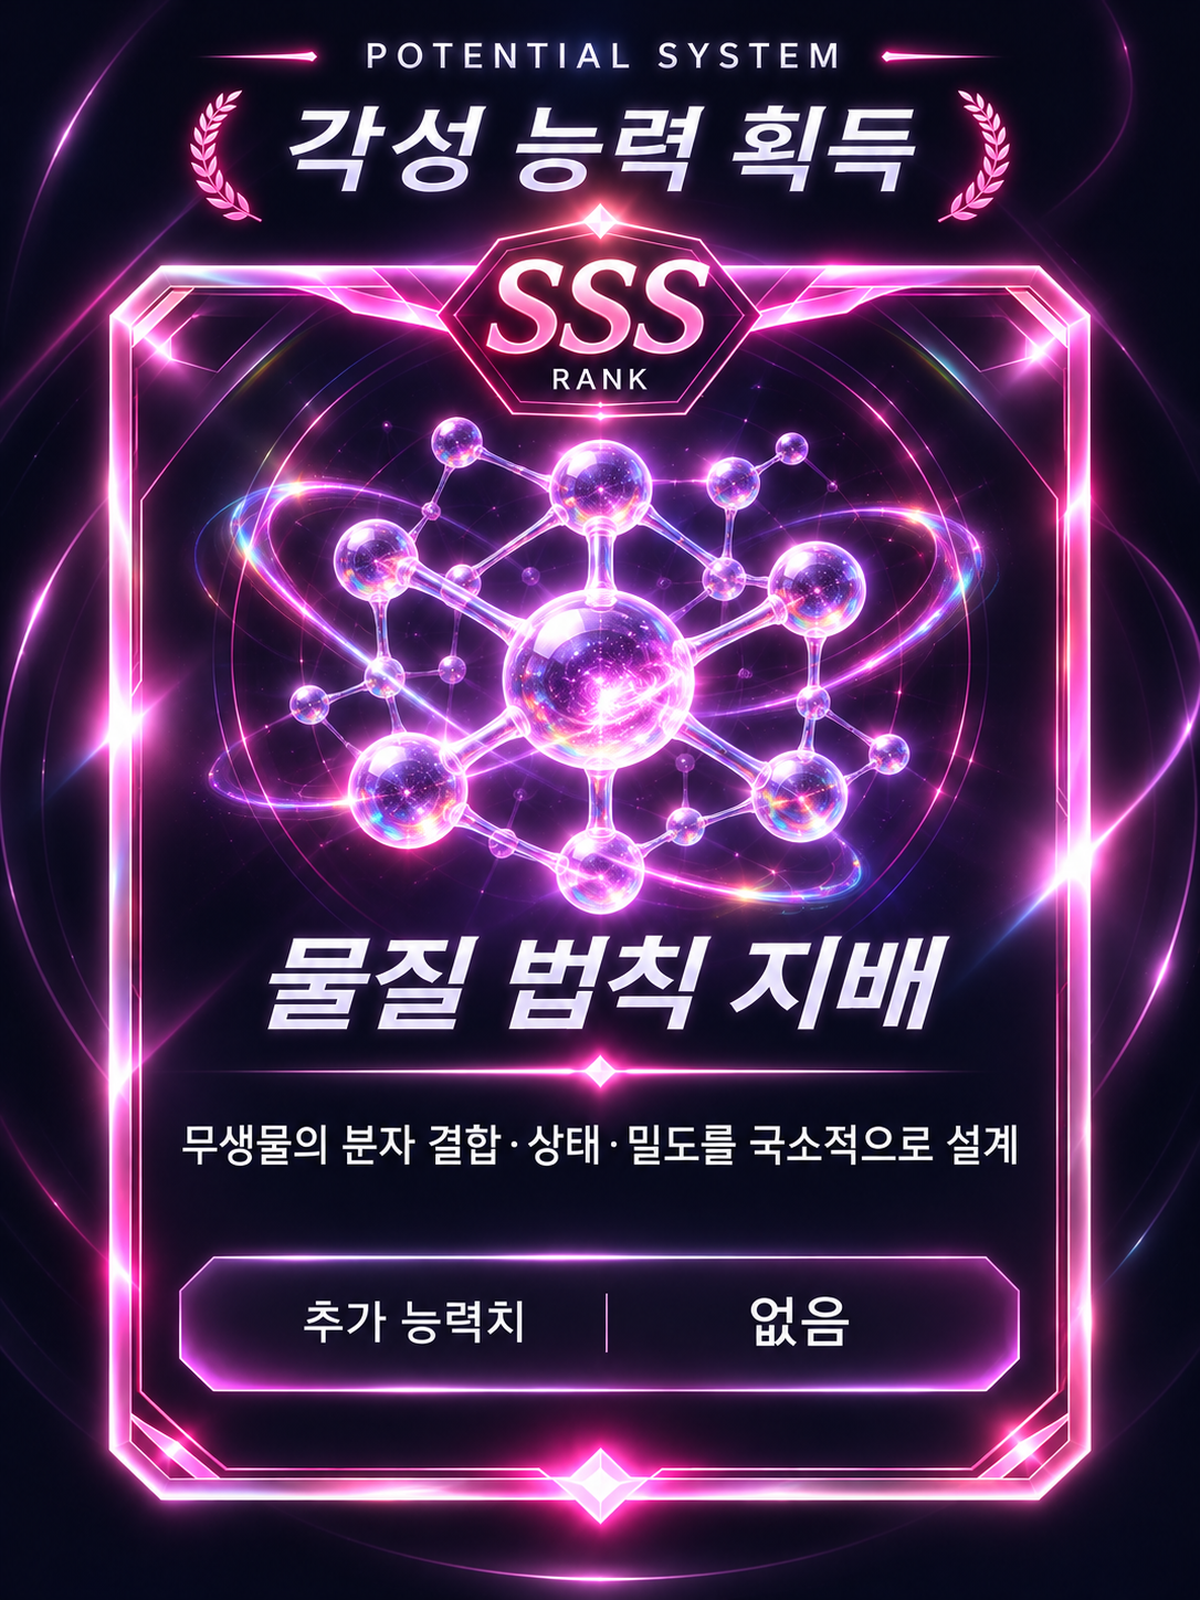 POTENTIAL SYSTEM
각성 능력 획득
SSS
RANK
물질 법칙 지배
무생물의 분자 결합·상태·밀도를 국소적으로 설계
추가 능력치 없음